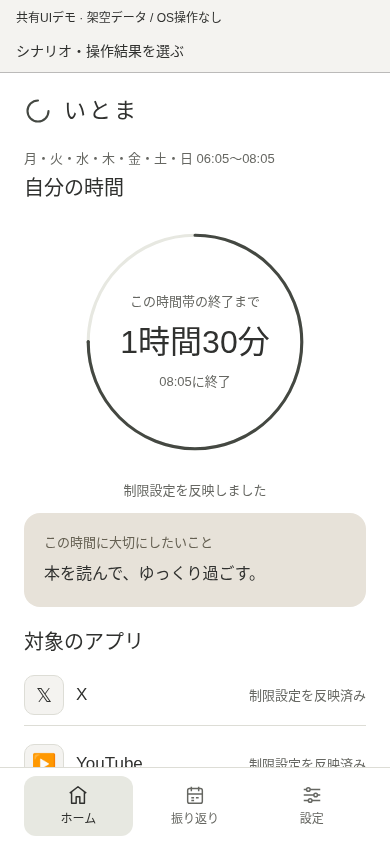 共有UIデモ · 架空データ / OS操作なし
シナリオ・操作結果を選ぶ
いとま
月・火・水・木・金・土・日 06:05〜08:05
自分の時間
この時間帯の終了まで
1時間30分
08:05に終了
制限設定を反映しました
この時間に大切にしたいこと
本を読んで、ゆっくり過ごす。
対象のアプリ
𝕏 X 制限設定を反映済み
YouTube 制限設定を反映済み
ホーム 振り返り 設定